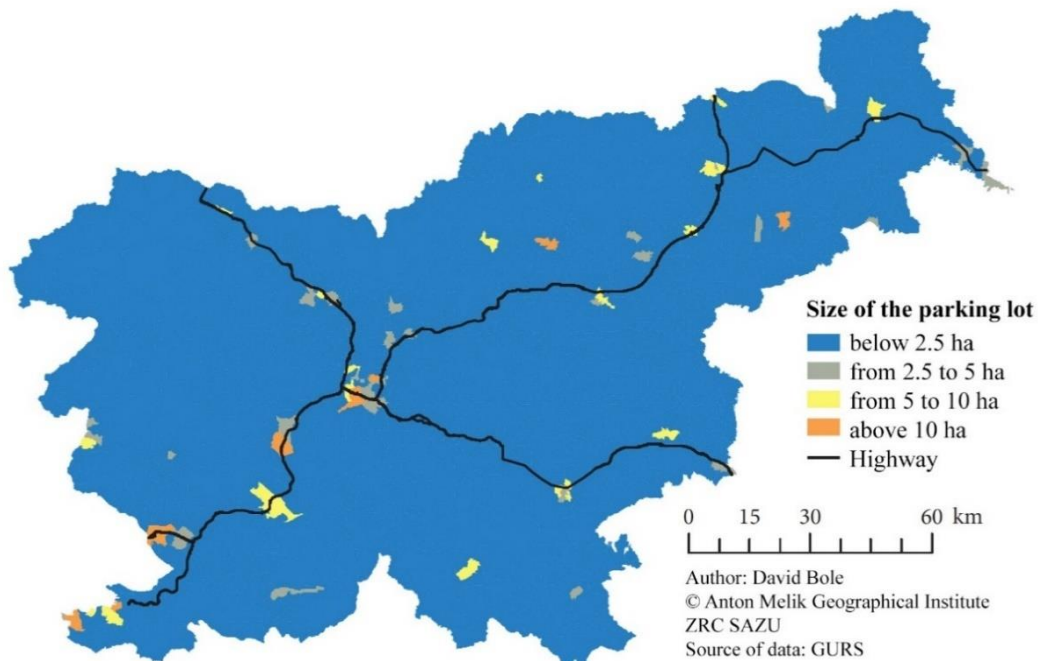 Size of the parking lot
below 2.5 ha
from 2.5 to 5 ha
from 5 to 10 ha
above 10 ha
Highway
0 15 30 60 km
Author: David Bole
© Anton Melik Geographical Institute
ZRC SAZU
Source of data: GURS